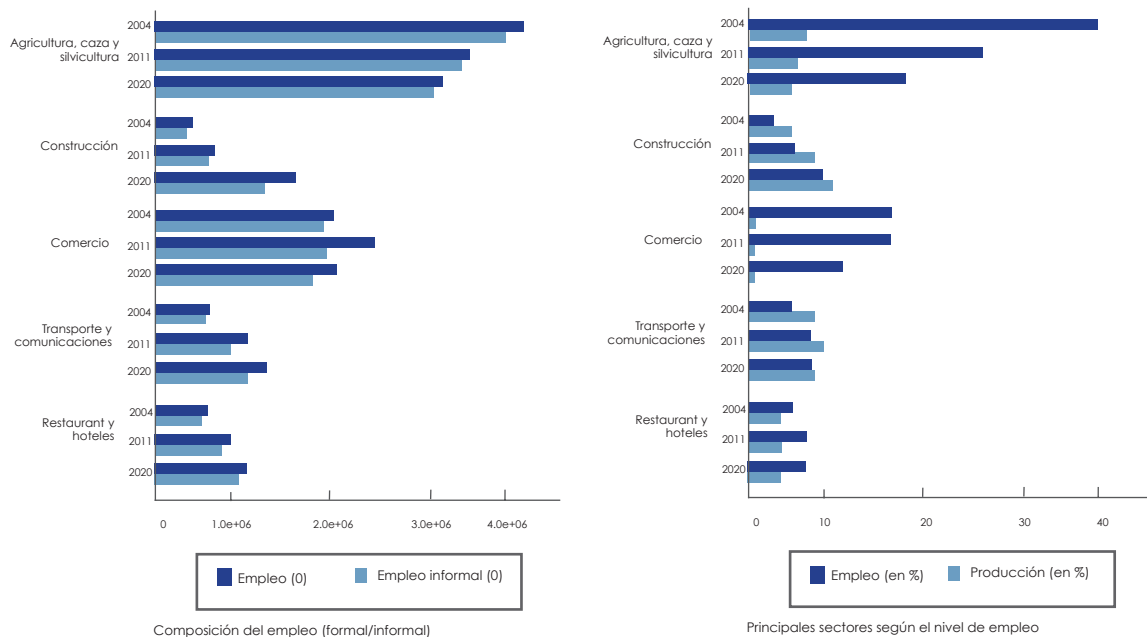 2004
Agricultura, caza y
silvicultura
2011
2020
2004
Construcción
2011
2020
2004
Comercio
2011
2020
2004
Transporte y
comunicaciones
2011
2020
2004
Restaurant y
hoteles
2011
2020
0 1.0e+06 2.0e+06 3.0e+06 4.0e+06
Empleo (0) Empleo informal (0)
Composición del empleo (formal/informal)
2004
Agricultura, caza y
silvicultura
2011
2020
2004
Construcción
2011
2020
2004
Comercio
2011
2020
2004
Transporte y
comunicaciones
2011
2020
2004
Restaurant y
hoteles
2011
2020
0 10 20 30 40
Empleo (en %) Producción (en %)
Principales sectores según el nivel de empleo